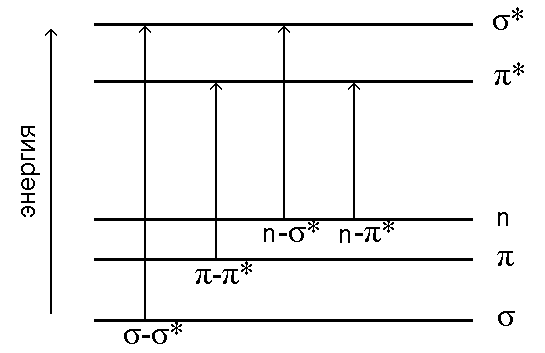 σ*
π*
энергия
n
n-σ* n-π*
π
π-π*
σ
σ-σ*